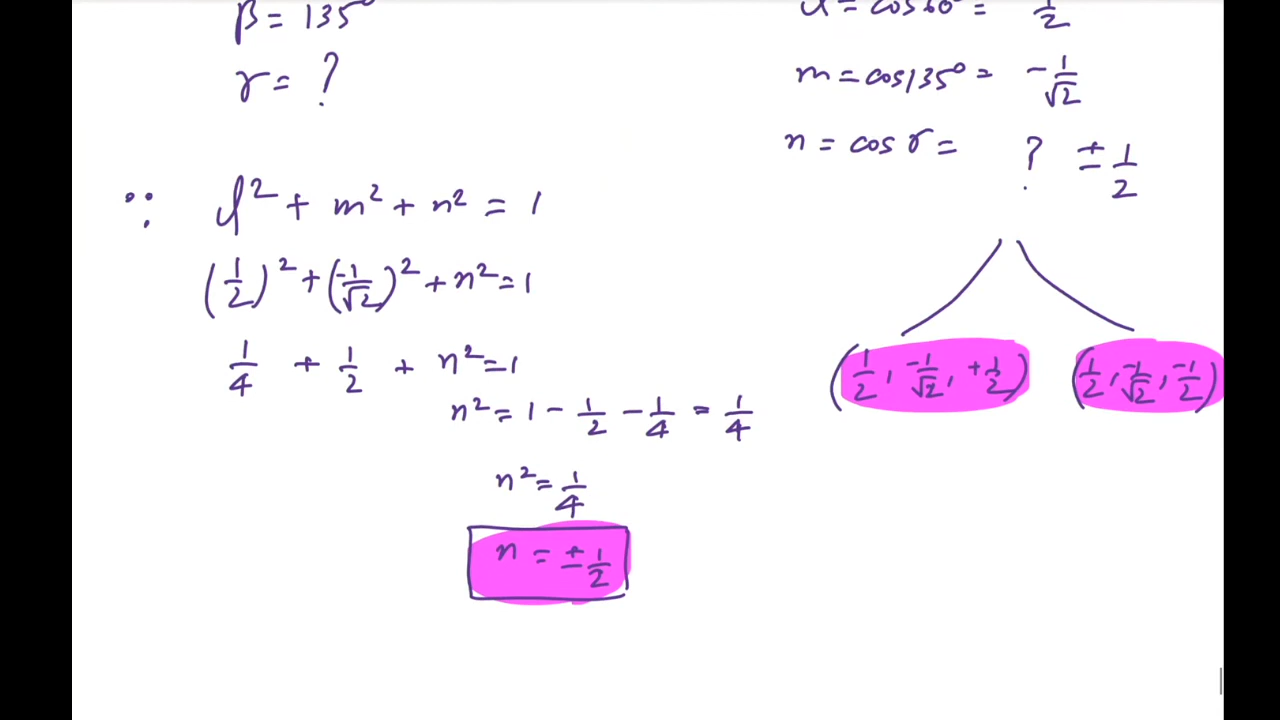 β = 135°
γ = ?
l = cos 60° = 1/2
m = cos 135° = -1/√2
n = cos γ = ? ± 1/2
∵ l² + m² + n² = 1
(1/2)² + (-1/√2)² + n² = 1
1/4 + 1/2 + n² = 1
n² = 1 - 1/2 - 1/4 = 1/4
n² = 1/4
n = ± 1/2
(1/2, -1/√2, +1/2) (1/2, -1/√2, -1/2)